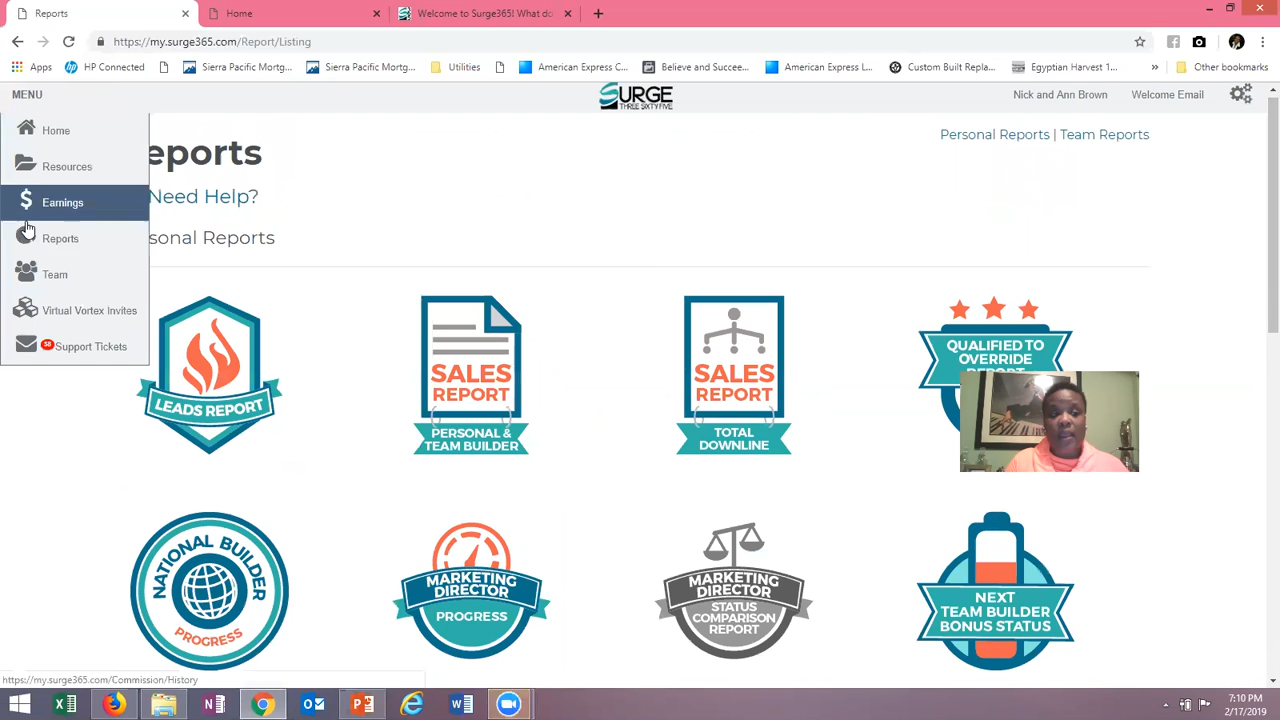 Reports
Home
Welcome to Surge365! What do
https://my.surge365.com/Report/Listing
Apps
HP Connected
Sierra Pacific Mortg...
Sierra Pacific Mortg...
Utilities
American Express C...
Believe and Succee...
American Express L...
Custom Built Repla...
Egyptian Harvest 1...
Other bookmarks
MENU
SURGE
THREE SIXTY FIVE
Nick and Ann Brown
Welcome Email
Home
Resources
Earnings
Reports
Team
Virtual Vortex Invites
58 Support Tickets
eports
Personal Reports | Team Reports
Need Help?
sonal Reports
LEADS REPORT
SALES
REPORT
PERSONAL &
TEAM BUILDER
SALES
REPORT
TOTAL
DOWNLINE
QUALIFIED TO
OVERRIDE
NATIONAL BUILDER
PROGRESS
MARKETING
DIRECTOR
PROGRESS
MARKETING
DIRECTOR
STATUS
COMPARISON
REPORT
NEXT
TEAM BUILDER
BONUS STATUS
https://my.surge365.com/Commission/History
7:10 PM
2/17/2019